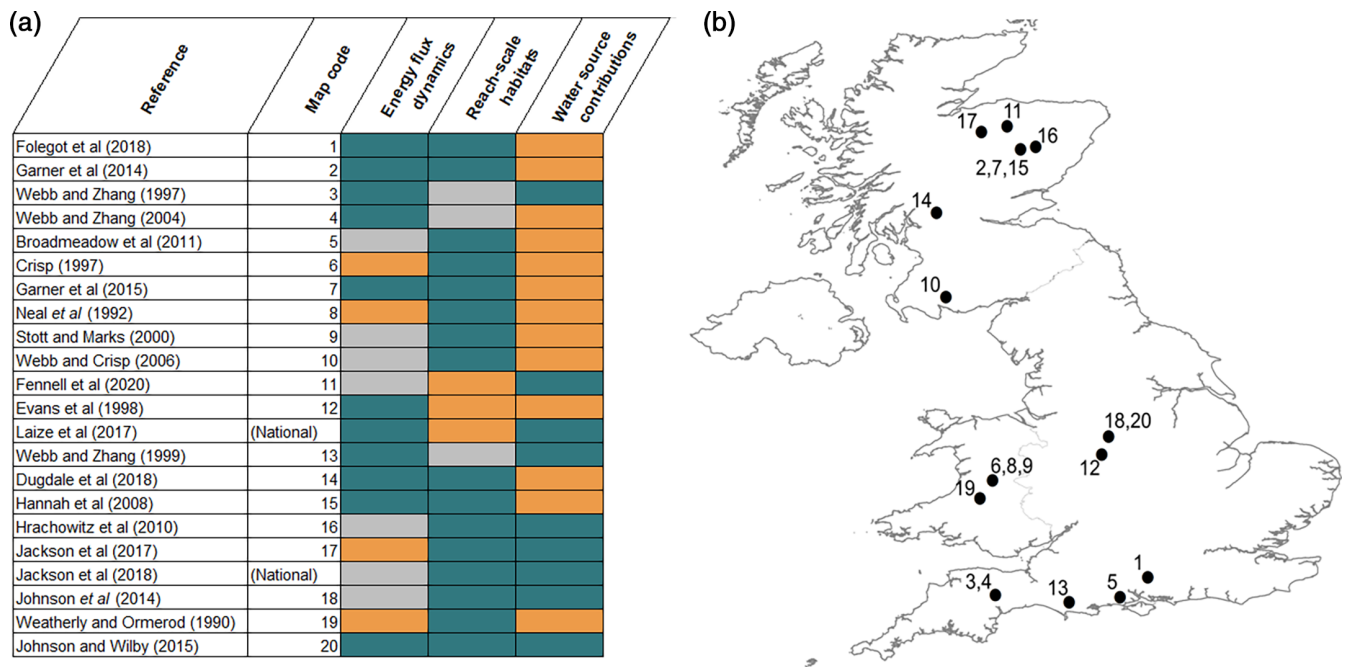 (a)
Reference
Map code
Energy flux dynamics
Reach-scale habitats
Water source contributions
Folegot et al (2018) 1
Garner et al (2014) 2
Webb and Zhang (1997) 3
Webb and Zhang (2004) 4
Broadmeadow et al (2011) 5
Crisp (1997) 6
Garner et al (2015) 7
Neal et al (1992) 8
Stott and Marks (2000) 9
Webb and Crisp (2006) 10
Fennell et al (2020) 11
Evans et al (1998) 12
Laize et al (2017) (National)
Webb and Zhang (1999) 13
Dugdale et al (2018) 14
Hannah et al (2008) 15
Hrachowitz et al (2010) 16
Jackson et al (2017) 17
Jackson et al (2018) (National)
Johnson et al (2014) 18
Weatherly and Ormerod (1990) 19
Johnson and Wilby (2015) 20
(b)
17
11
16
2,7,15
14
10
18,20
12
6,8,9
19
1
3,4
13
5